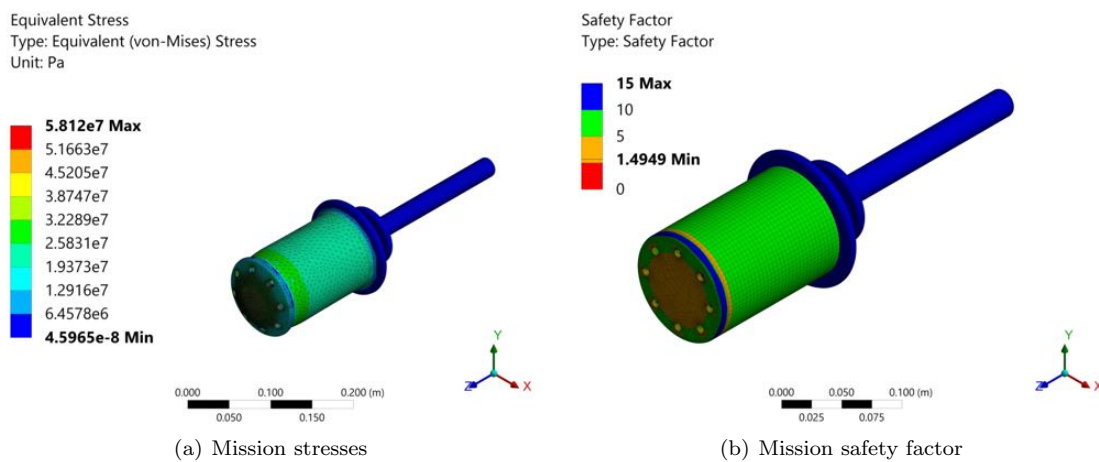 Equivalent Stress
Type: Equivalent (von-Mises) Stress
Unit: Pa
5.812e7 Max
5.1663e7
4.5205e7
3.8747e7
3.2289e7
2.5831e7
1.9373e7
1.2916e7
6.4578e6
4.5965e-8 Min
Y
Z
X
0.000
0.100
0.200 (m)
0.050
0.150
(a) Mission stresses
Safety Factor
Type: Safety Factor
15 Max
10
5
1.4949 Min
0
Y
Z
X
0.000
0.050
0.100 (m)
0.025
0.075
(b) Mission safety factor